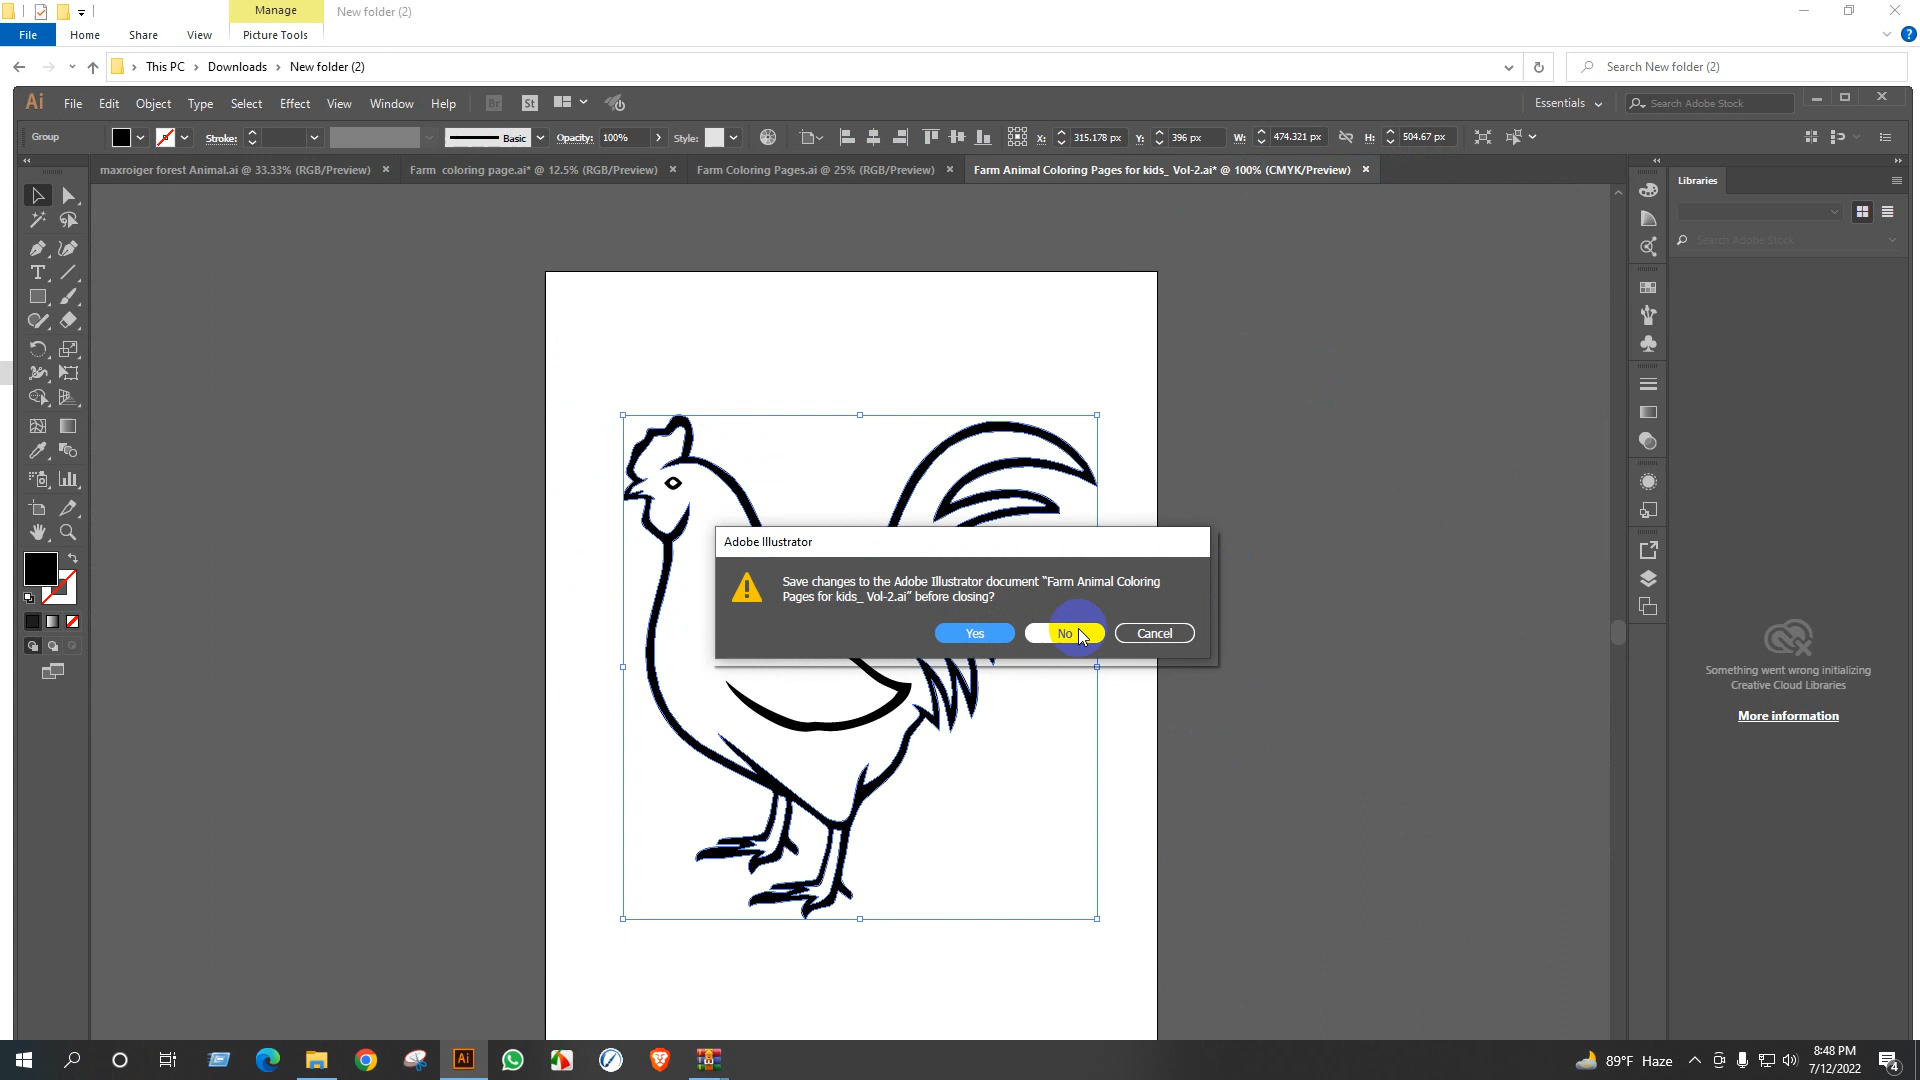 Manage
New folder (2)
File
Home
Share
View
Picture Tools
This PC
Downloads
New folder (2)
Search New folder (2)
Ai
File
Edit
Object
Type
Select
Effect
View
Window
Help
Br
St
Essentials
Search Adobe Stock
Group
Stroke:
Basic
Opacity:
100%
Style:
X:
315.178 px
Y:
396 px
W:
474.321 px
H:
504.67 px
maxroiger forest Animal.ai @ 33.33% (RGB/Preview)
Farm coloring page.ai* @ 12.5% (RGB/Preview)
Farm Coloring Pages.ai @ 25% (RGB/Preview)
Farm Animal Coloring Pages for kids_ Vol-2.ai* @ 100% (CMYK/Preview)
Libraries
Search Adobe Stock
Adobe Illustrator
Save changes to the Adobe Illustrator document “Farm Animal Coloring
Pages for kids_ Vol-2.ai” before closing?
Yes
No
Cancel
Something went wrong initializing
Creative Cloud Libraries
More information
Ai
89°F Haze
8:48 PM
7/12/2022
4